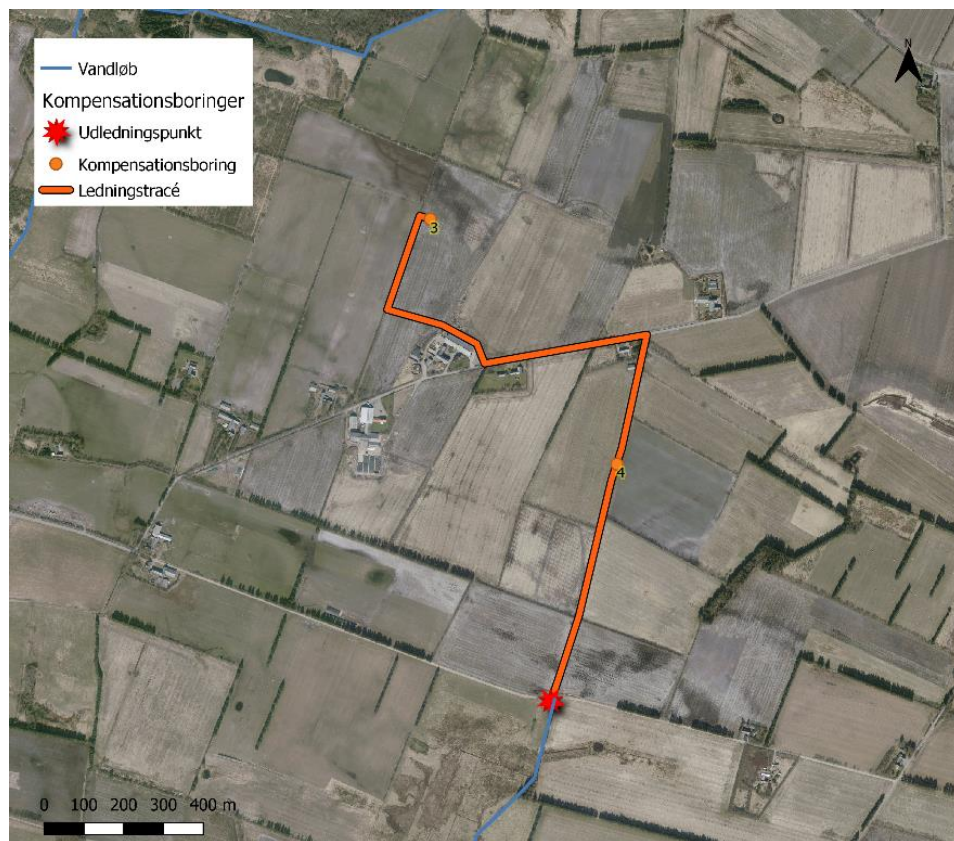 Vandløb
Kompensationsboringer
Udledningspunkt
Kompensationsboring
Ledningstracé
N
3
4
0 100 200 300 400 m